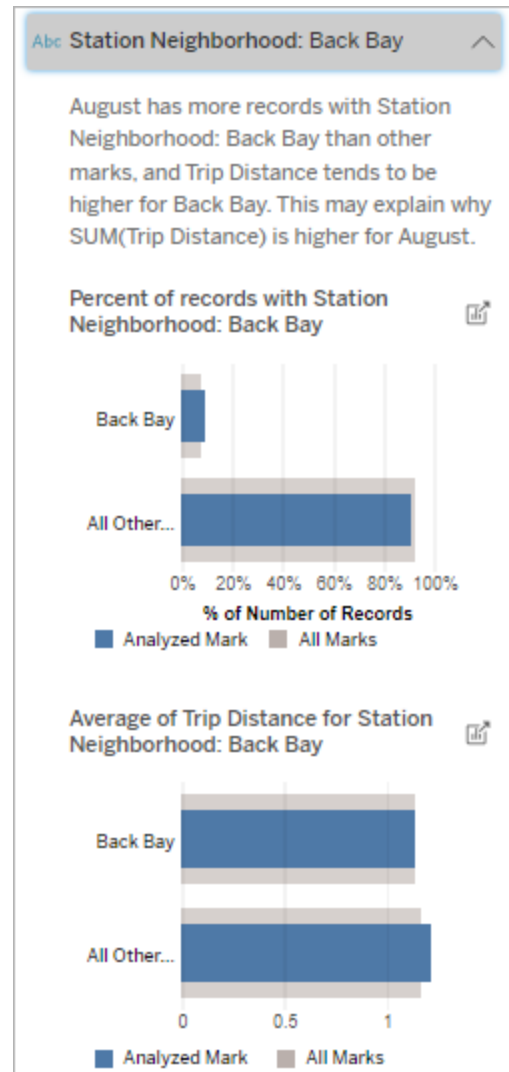 Abc Station Neighborhood: Back Bay
August has more records with Station
Neighborhood: Back Bay than other
marks, and Trip Distance tends to be
higher for Back Bay. This may explain why
SUM(Trip Distance) is higher for August.
Percent of records with Station
Neighborhood: Back Bay
Back Bay
All Other...
0% 20% 40% 60% 80% 100%
% of Number of Records
Analyzed Mark All Marks
Average of Trip Distance for Station
Neighborhood: Back Bay
Back Bay
All Other...
0 0.5 1
Analyzed Mark All Marks